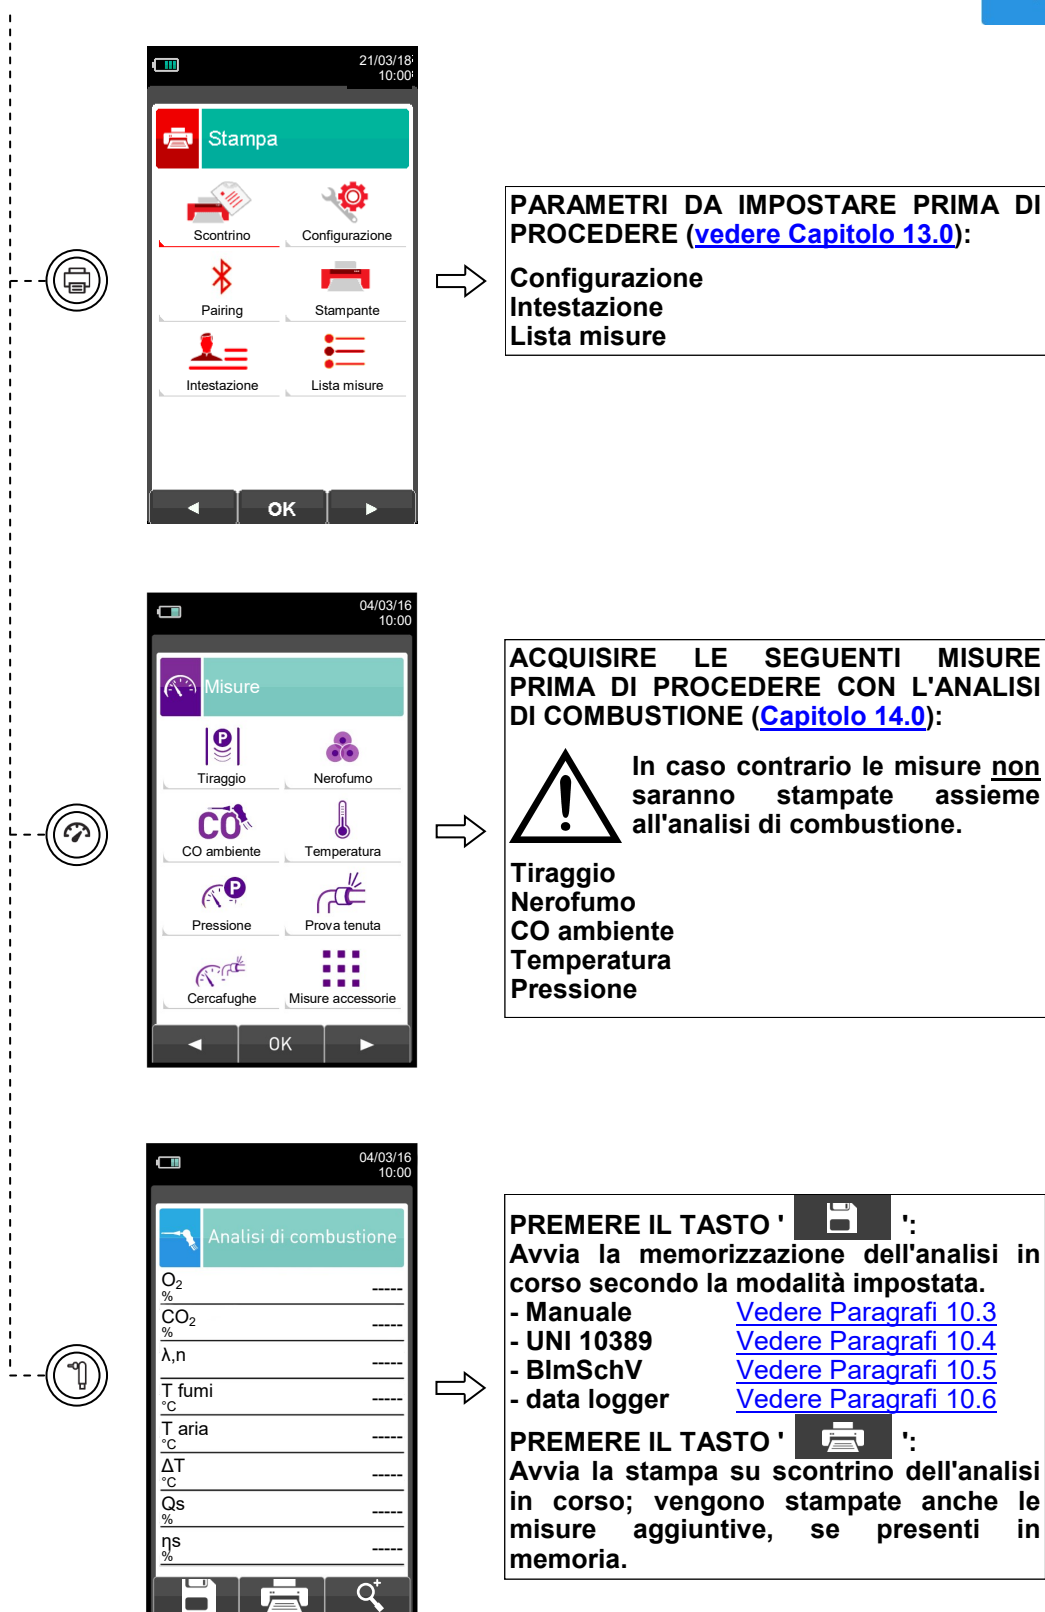 21/03/18
10:00
Stampa
Scontrino
Configurazione
Pairing
Stampante
Intestazione
Lista misure
OK
PARAMETRI DA IMPOSTARE PRIMA DI
PROCEDERE (vedere Capitolo 13.0):
Configurazione
Intestazione
Lista misure
04/03/16
10:00
Misure
P
Tiraggio
Nerofumo
CO
CO ambiente
Temperatura
P
Pressione
Prova tenuta
Cercafughe
Misure accessorie
OK
ACQUISIRE LE SEGUENTI MISURE
PRIMA DI PROCEDERE CON L'ANALISI
DI COMBUSTIONE (Capitolo 14.0):
In caso contrario le misure non
saranno stampate assieme
all'analisi di combustione.
Tiraggio
Nerofumo
CO ambiente
Temperatura
Pressione
04/03/16
10:00
Analisi di combustione
O2
% -----
CO2
% -----
λ,n -----
T fumi
°C -----
T aria
°C -----
ΔT
°C -----
Qs
% -----
ηs
% -----
PREMERE IL TASTO ' ':
Avvia la memorizzazione dell'analisi in
corso secondo la modalità impostata.
- Manuale Vedere Paragrafi 10.3
- UNI 10389 Vedere Paragrafi 10.4
- BImSchV Vedere Paragrafi 10.5
- data logger Vedere Paragrafi 10.6
PREMERE IL TASTO ' ':
Avvia la stampa su scontrino dell'analisi
in corso; vengono stampate anche le
misure aggiuntive, se presenti in
memoria.